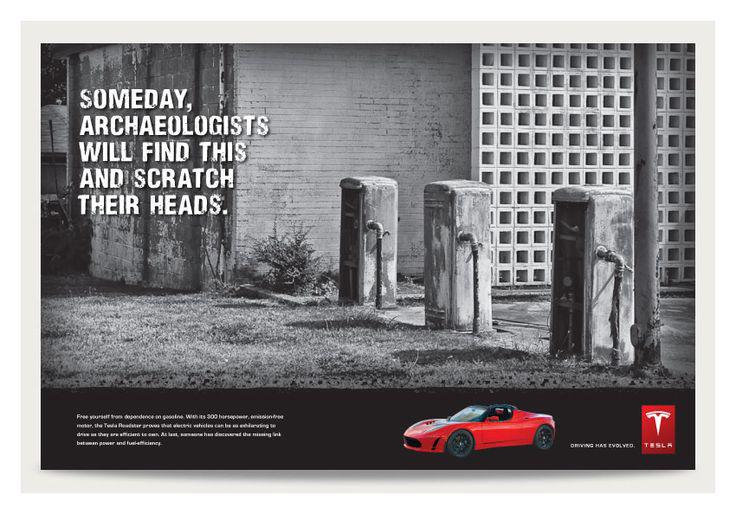 SOMEDAY,
ARCHAEOLOGISTS
WILL FIND THIS
AND SCRATCH
THEIR HEADS.
Free yourself from dependence on gasoline. With its 300 horsepower, emission-free
motor, the Tesla Roadster proves that electric vehicles can be as exhilarating to
drive as they are efficient to own. At last, someone has discovered the missing link
between power and fuel-efficiency.
DRIVING HAS EVOLVED.
TESLA